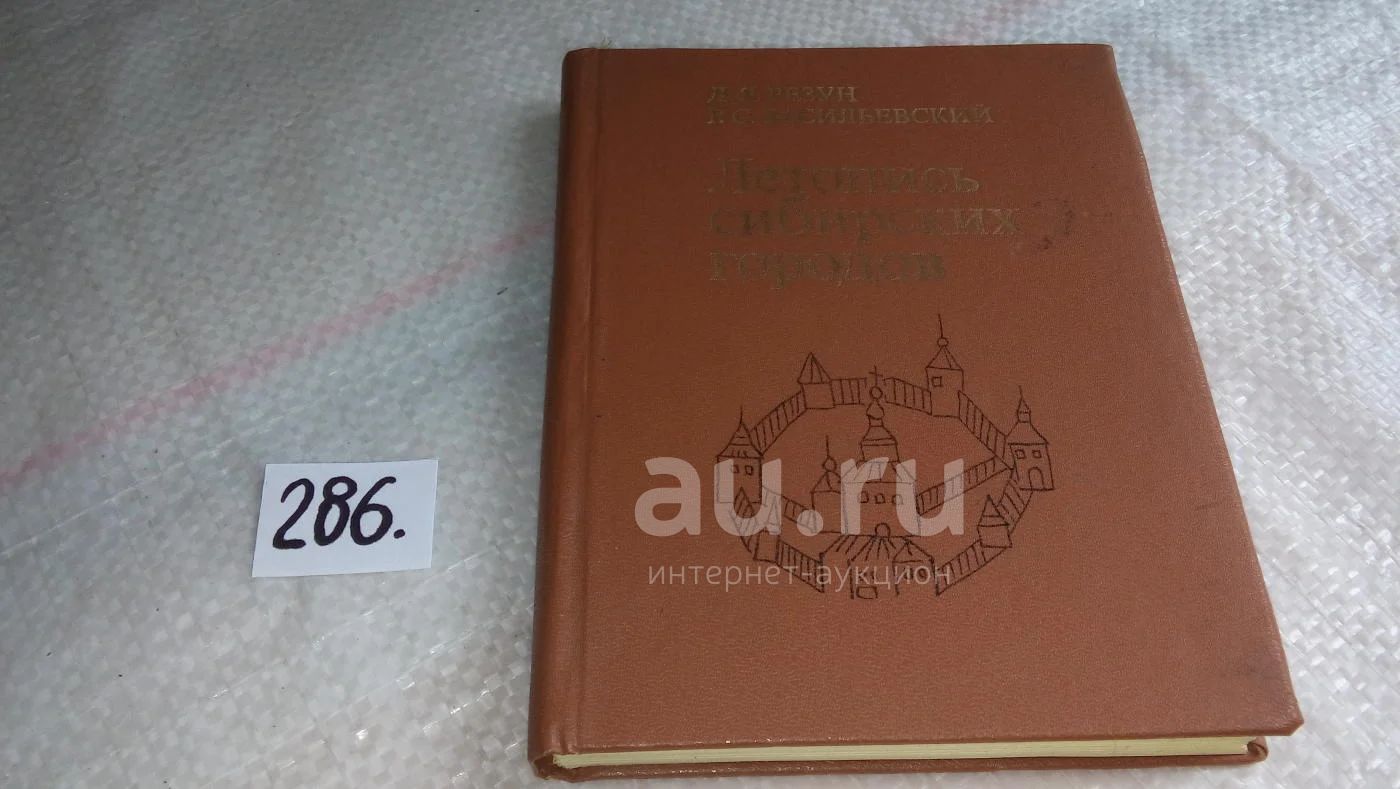 Д. Я. РЕЗУН
Р. С. ВАСИЛЬЕВСКИЙ
Летопись
сибирских
городов
286.
au.ru
интернет-аукцион